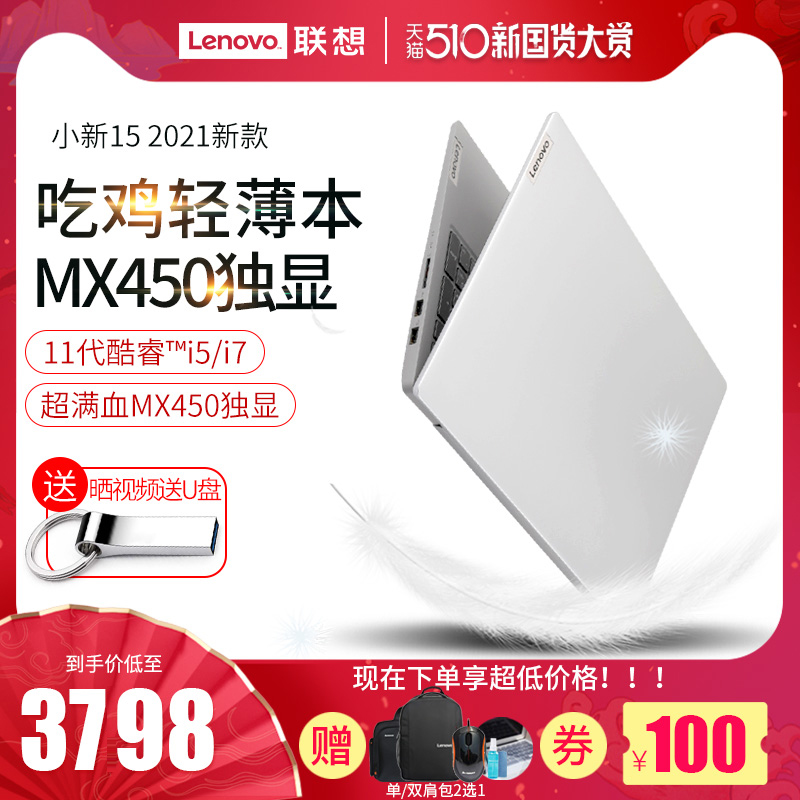 Lenovo 联想
天猫 510新国货大赏
小新15 2021新款
吃鸡轻薄本
MX450独显
11代酷睿™i5/i7
超满血MX450独显
送 晒视频送U盘
Lenovo
Lenovo
到手价低至
3798
现在下单享超低价格！！！
赠
Lenovo
单/双肩包2选1
券
¥100